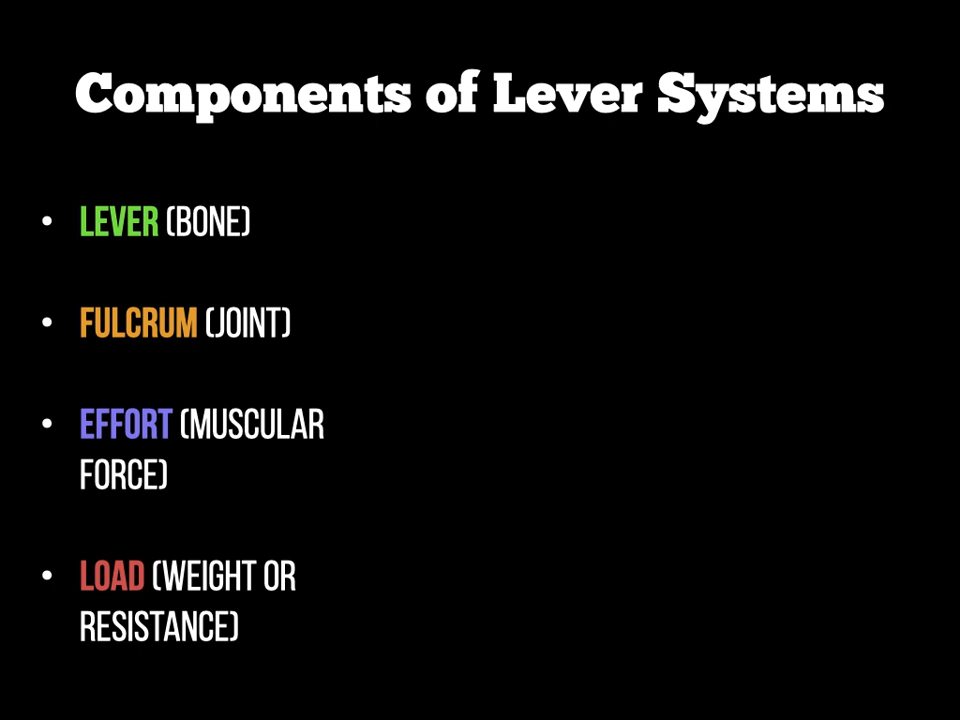 Components of Lever Systems
• LEVER (BONE)
• FULCRUM (JOINT)
• EFFORT (MUSCULAR
FORCE)
• LOAD (WEIGHT OR
RESISTANCE)